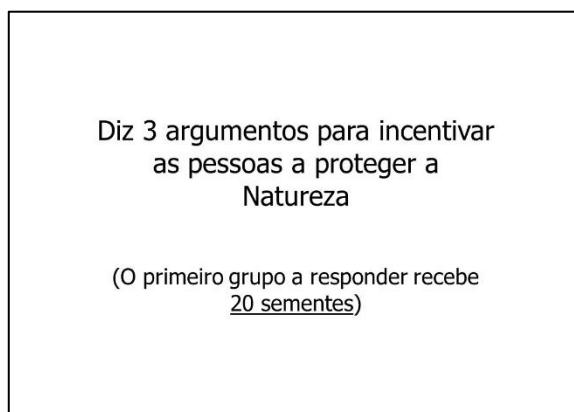 Diz 3 argumentos para incentivar
as pessoas a proteger a
Natureza
(O primeiro grupo a responder recebe
20 sementes)